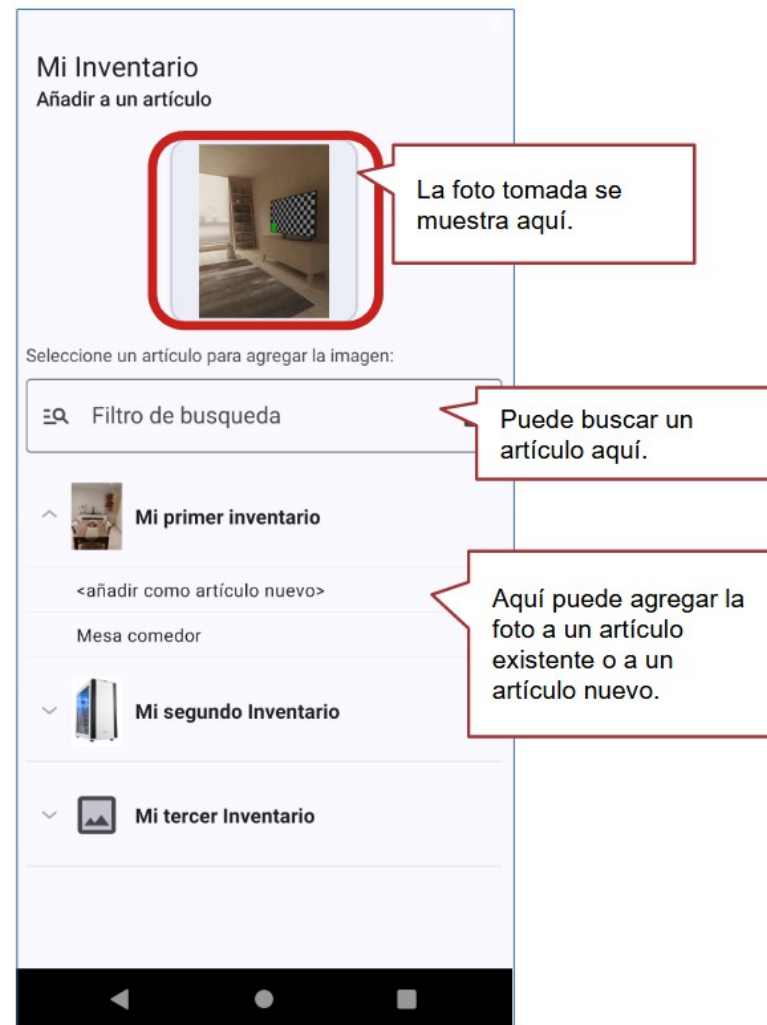 Mi Inventario
Añadir a un artículo
La foto tomada se
muestra aquí.
Seleccione un artículo para agregar la imagen:
Filtro de busqueda
Puede buscar un
artículo aquí.
Mi primer inventario
<añadir como artículo nuevo>
Mesa comedor
Aquí puede agregar la
foto a un artículo
existente o a un
artículo nuevo.
Mi segundo Inventario
Mi tercer Inventario